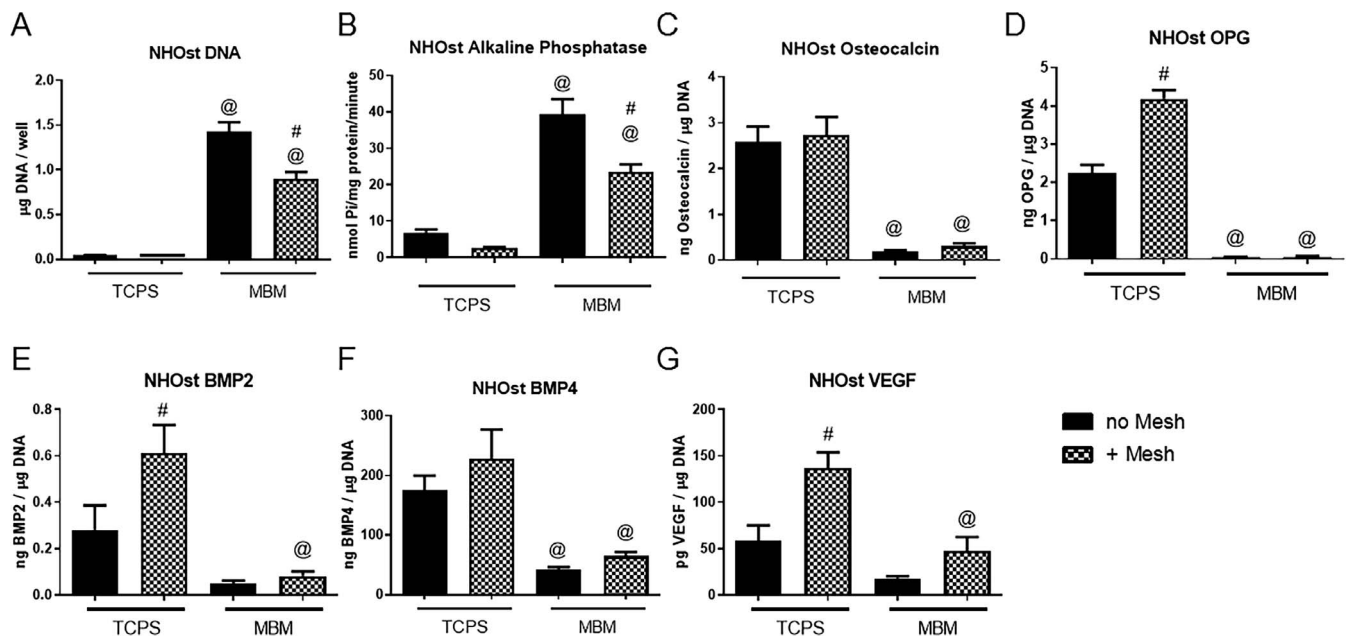 A
NHOst DNA
µg DNA / well
2.0
1.5
1.0
0.5
0.0
@
#
@
TCPS
MBM
B
NHOst Alkaline Phosphatase
nmol Pi/mg protein/minute
50
40
30
20
10
0
@
#
@
TCPS
MBM
C
NHOst Osteocalcin
ng Osteocalcin / µg DNA
4
3
2
1
0
@
@
TCPS
MBM
D
NHOst OPG
ng OPG / µg DNA
5
4
3
2
1
0
#
@
@
TCPS
MBM
E
NHOst BMP2
ng BMP2 / µg DNA
0.8
0.6
0.4
0.2
0.0
#
@
TCPS
MBM
F
NHOst BMP4
ng BMP4 / µg DNA
300
200
100
0
@
@
TCPS
MBM
G
NHOst VEGF
pg VEGF / µg DNA
200
150
100
50
0
#
@
TCPS
MBM
no Mesh
+ Mesh